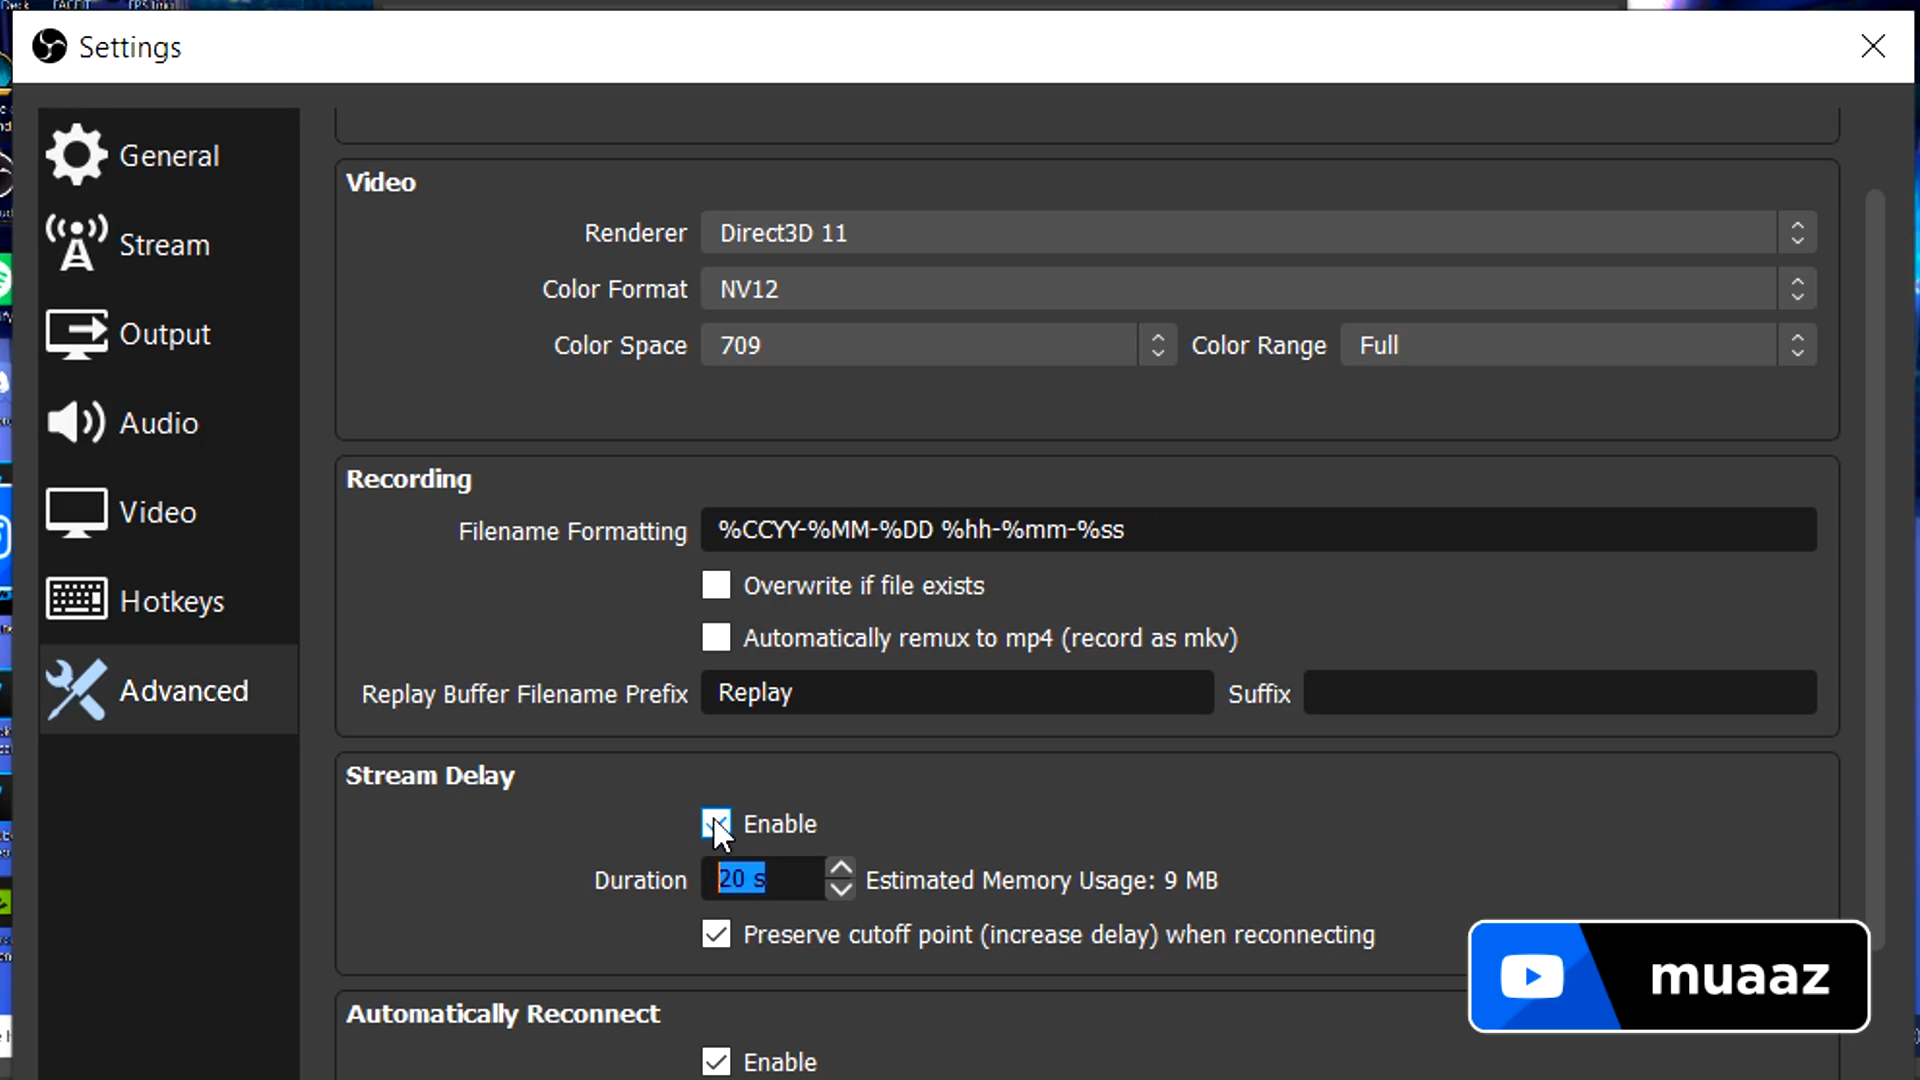 Settings
General
Stream
Output
Audio
Video
Hotkeys
Advanced
Video
Renderer Direct3D 11
Color Format NV12
Color Space 709 Color Range Full
Recording
Filename Formatting %CCYY-%MM-%DD %hh-%mm-%ss
Overwrite if file exists
Automatically remux to mp4 (record as mkv)
Replay Buffer Filename Prefix Replay Suffix
Stream Delay
Enable
Duration 20 s Estimated Memory Usage: 9 MB
Preserve cutoff point (increase delay) when reconnecting
Automatically Reconnect
Enable
muaaz